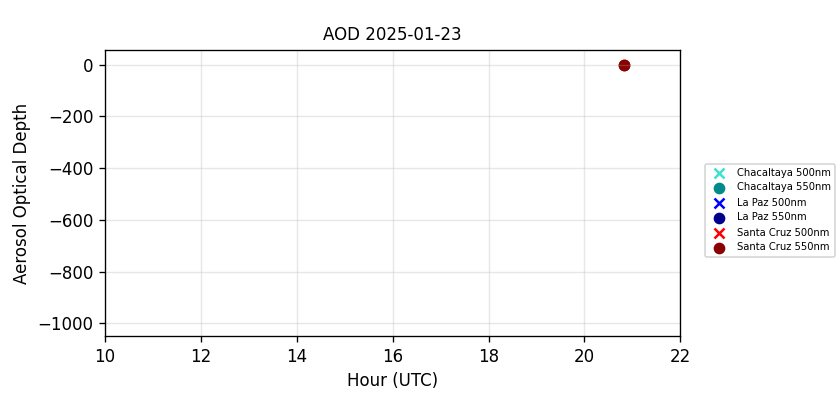 AOD 2025-01-23
Aerosol Optical Depth
0
−200
−400
−600
−800
−1000
10 12 14 16 18 20 22
Hour (UTC)
Chacaltaya 500nm
Chacaltaya 550nm
La Paz 500nm
La Paz 550nm
Santa Cruz 500nm
Santa Cruz 550nm